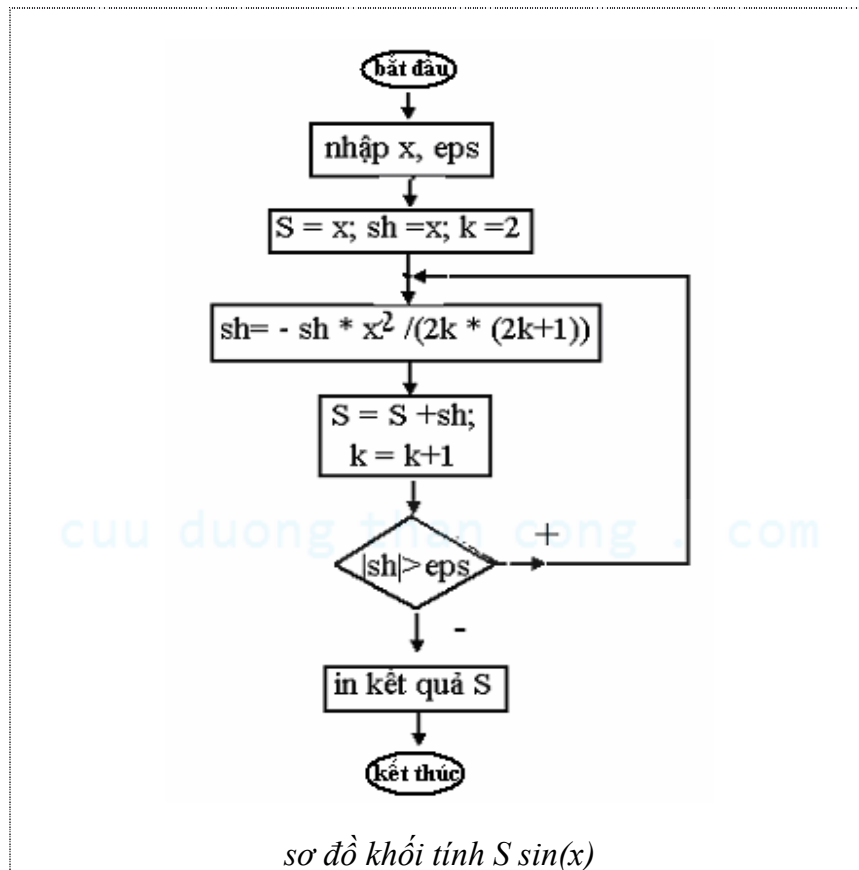 bắt đầu
nhập x, eps
S = x; sh =x; k =2
sh= - sh * x² /(2k * (2k+1))
S = S +sh;
k = k+1
cuu duong than cong . com
+
|sh|>eps
-
in kết quả S
kết thúc
sơ đồ khối tính S sin(x)